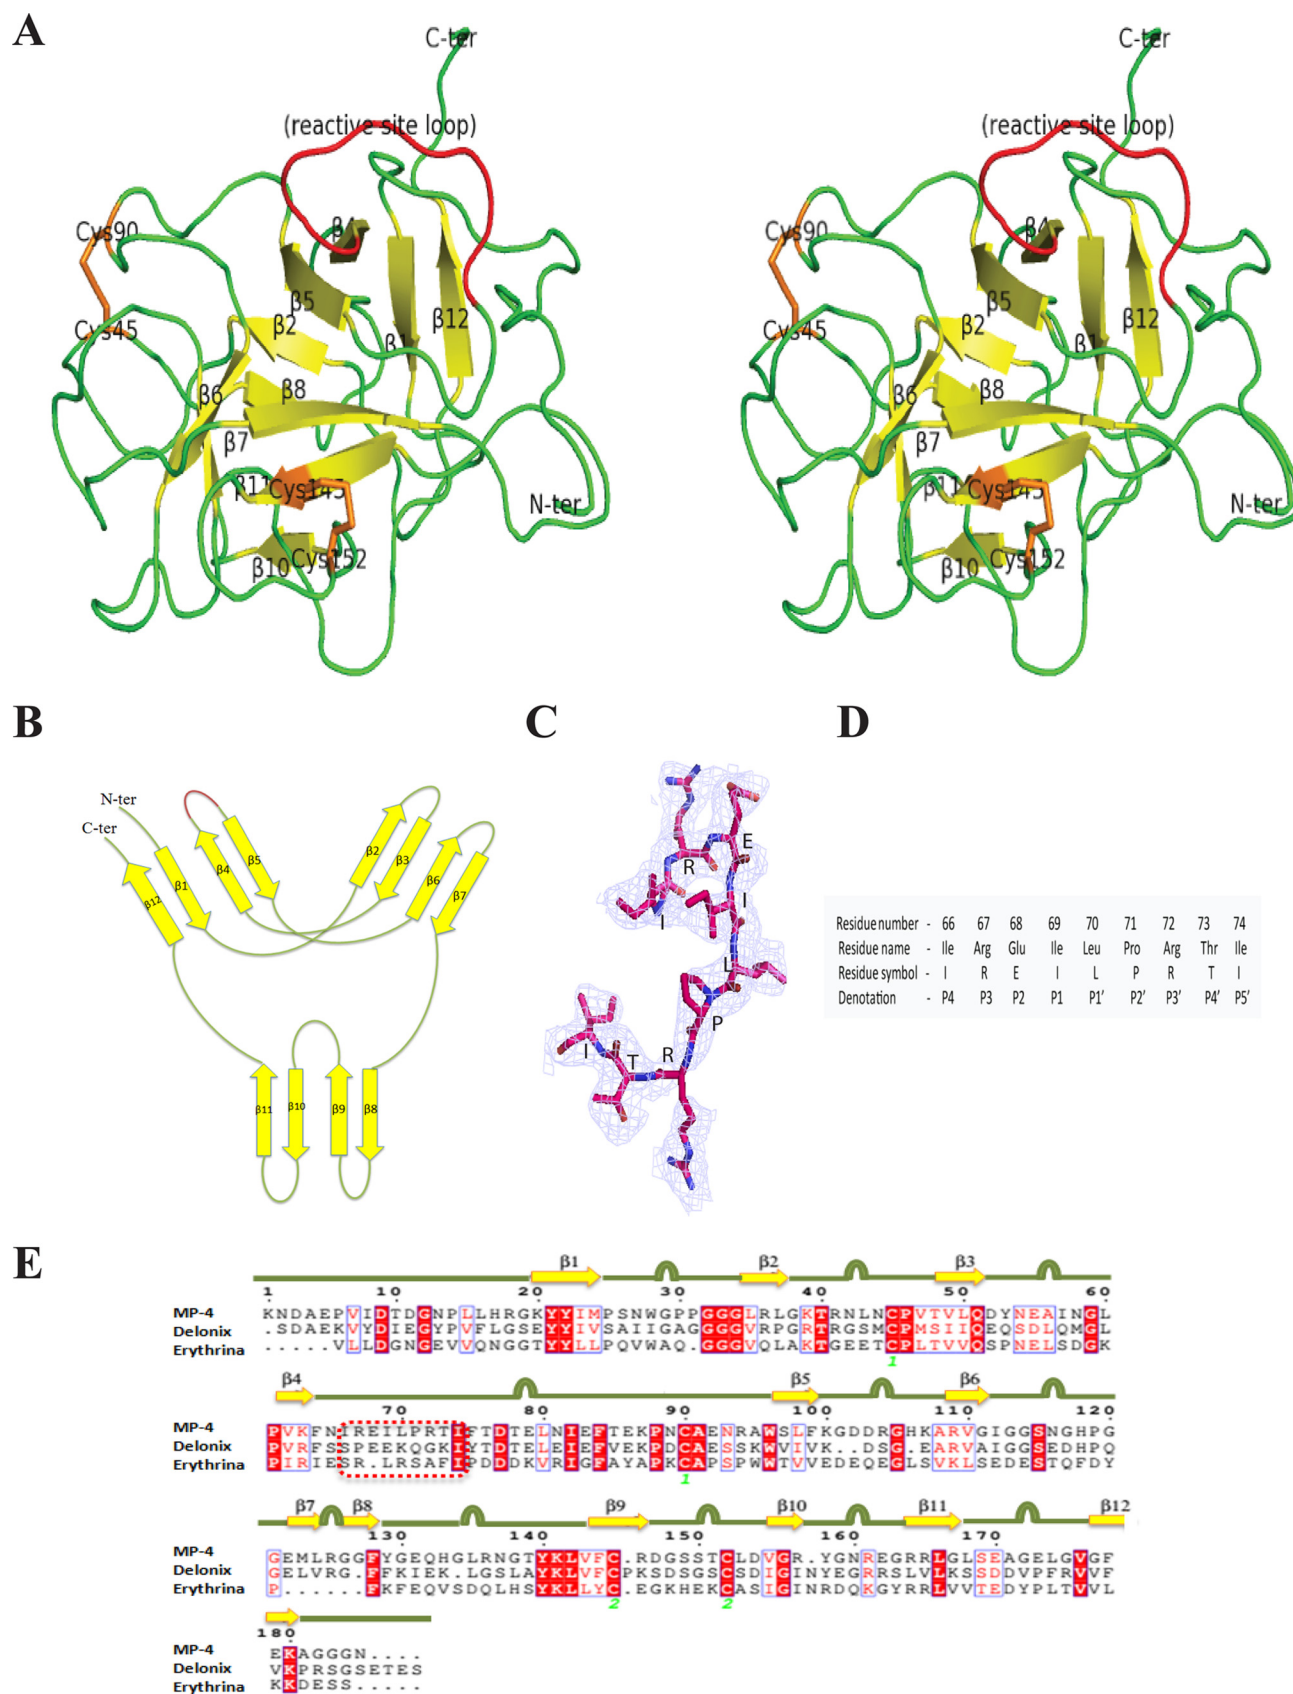 A
C-ter
(reactive site loop)
Cys90
β4
β5
β2
Cys45
β1
β12
β6
β8
β7
β11
Cys145
N-ter
β10
Cys152
C-ter
(reactive site loop)
Cys90
β4
β5
β2
Cys45
β1
β12
β6
β8
β7
β11
Cys145
N-ter
β10
Cys152
B
N-ter
C-ter
β12
β1
β4
β5
β2
β3
β6
β7
β11
β10
β9
β8
C
R
E
I
I
L
P
I
T
R
D
Residue number - 66 67 68 69 70 71 72 73 74
Residue name - Ile Arg Glu Ile Leu Pro Arg Thr Ile
Residue symbol - I R E I L P R T I
Denotation - P4 P3 P2 P1 P1’ P2’ P3’ P4’ P5’
E
β1 β2 β3
1 10 20 30 40 50 60
MP-4 KNDAEPVIDTDGNPLLHRGKYYIMPSNWGPPGGGLRLGKTRNLNCPVTVLQDYNEAINGL
Delonix .SDAEKVYDIEGYPVFLGSEYYIVSAIIGAGGGGVRPGRTRGSMCPMSIIQEQSDLQMGL
Erythrina .....VLLDGNGEVVQNGGTYYLLPQVWAQ.GGGVQLAKTGEETCPLTVVQSPNELSDGK
1
β4 β5 β6
70 80 90 100 110 120
MP-4 PVKFNIREILPRTIFTDTELNIEFTEKPNCAENRAWSLFKGDDRGHKARVGIGGSNGHPG
Delonix PVRFSSPEEKQGKIYTDTELEIEFVEKPDCAESSKWVIVK..DSG.EARVAIGGSEDHPQ
Erythrina PIRIESR.LRSAFIPDDDKVRIGFAYAPKCAPSPWWTVVEDEQEGLSVKLSEDESTQFDY
1
β7 β8 β9 β10 β11 β12
130 140 150 160 170
MP-4 GEMLRGGFYGEQHGLRNGTYKLVFC.RDGSSTCLDVGR.YGNREGRRLGLSEAGELGVGF
Delonix GELVRG.FFKIEK.LGSLAYKLVFCPKSDSGSCSDIGINYEGRRSLVLKSSDDVPFRVVF
Erythrina P......FKFEQVSDQLHSYKLLYC.EGKHEKCASIGINRDQKGYRRLVVTEDYPLTVVL
2 2
180
MP-4 EKAGGGN....
Delonix VKPRSGSETES
Erythrina KKDESS.....